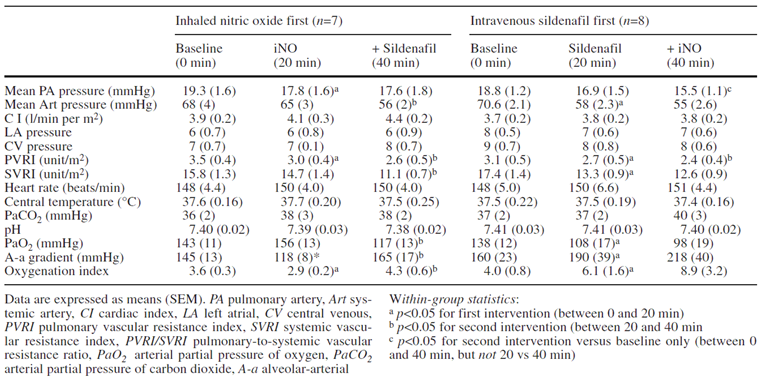 Inhaled nitric oxide first (n=7) Intravenous sildenafil first (n=8)
Baseline iNO + Sildenafil Baseline Sildenafil + iNO
(0 min) (20 min) (40 min) (0 min) (20 min) (40 min)
Mean PA pressure (mmHg) 19.3 (1.6) 17.8 (1.6)a 17.6 (1.8) 18.8 (1.2) 16.9 (1.5) 15.5 (1.1)c
Mean Art pressure (mmHg) 68 (4) 65 (3) 56 (2)b 70.6 (2.1) 58 (2.3)a 55 (2.6)
C I (l/min per m2) 3.9 (0.2) 4.1 (0.3) 4.4 (0.2) 3.7 (0.2) 3.8 (0.2) 3.8 (0.2)
LA pressure 6 (0.7) 6 (0.8) 6 (0.9) 8 (0.5) 7 (0.6) 7 (0.6)
CV pressure 7 (0.7) 7 (0.1) 8 (0.7) 9 (0.7) 8 (0.8) 8 (0.6)
PVRI (unit/m2) 3.5 (0.4) 3.0 (0.4)a 2.6 (0.5)b 3.1 (0.5) 2.7 (0.5)a 2.4 (0.4)b
SVRI (unit/m2) 15.8 (1.3) 14.7 (1.4) 11.1 (0.7)b 17.4 (1.4) 13.3 (0.9)a 12.6 (0.9)
Heart rate (beats/min) 148 (4.4) 150 (4.0) 150 (4.0) 148 (5.0) 150 (6.6) 151 (4.4)
Central temperature (°C) 37.6 (0.16) 37.7 (0.20) 37.5 (0.25) 37.5 (0.22) 37.5 (0.19) 37.4 (0.16)
PaCO2 (mmHg) 36 (2) 38 (3) 38 (2) 37 (2) 37 (2) 40 (3)
pH 7.40 (0.02) 7.39 (0.03) 7.38 (0.02) 7.41 (0.03) 7.41 (0.03) 7.40 (0.02)
PaO2 (mmHg) 143 (11) 156 (13) 117 (13)b 138 (12) 108 (17)a 98 (19)
A-a gradient (mmHg) 145 (13) 118 (8)* 165 (17)b 160 (23) 190 (39)a 218 (40)
Oxygenation index 3.6 (0.3) 2.9 (0.2)a 4.3 (0.6)b 4.0 (0.8) 6.1 (1.6)a 8.9 (3.2)
Data are expressed as means (SEM). PA pulmonary artery, Art sys-
temic artery, CI cardiac index, LA left atrial, CV central venous,
PVRI pulmonary vascular resistance index, SVRI systemic vascu-
lar resistance index, PVRI/SVRI pulmonary-to-systemic vascular
resistance ratio, PaO2 arterial partial pressure of oxygen, PaCO2
arterial partial pressure of carbon dioxide, A-a alveolar-arterial
Within-group statistics:
a p<0.05 for first intervention (between 0 and 20 min)
b p<0.05 for second intervention (between 20 and 40 min
c p<0.05 for second intervention versus baseline only (between 0
and 40 min, but not 20 vs 40 min)